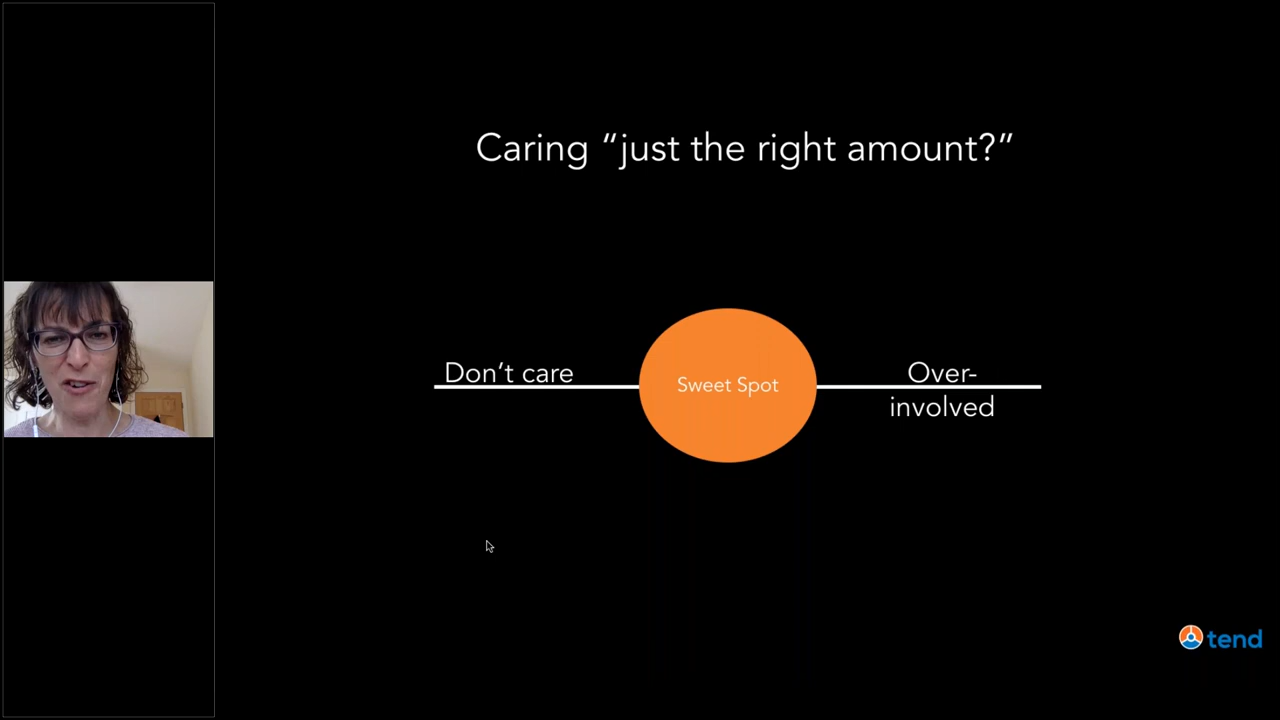 Caring “just the right amount?”
Don’t care
Sweet Spot
Over-
involved
tend